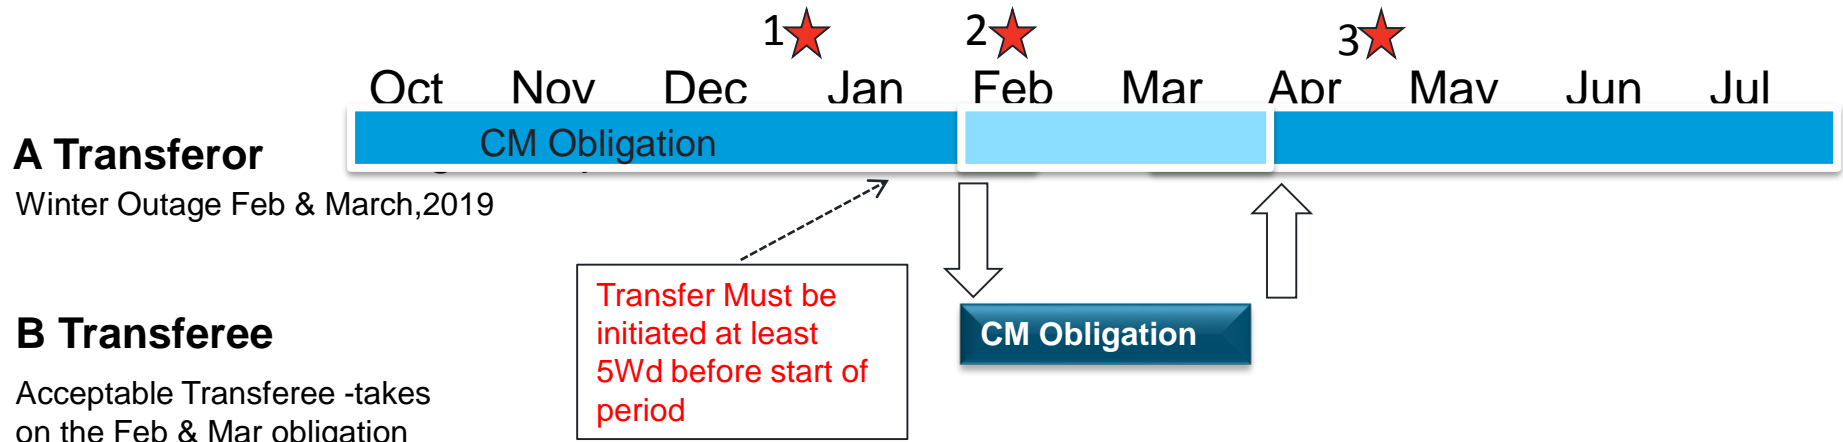 1 2 3
Oct Nov Dec Jan Feb Mar Apr May Jun Jul
CM Obligation
A Transferor
Winter Outage Feb & March,2019
Transfer Must be
initiated at least
5Wd before start of
period
CM Obligation
B Transferee
Acceptable Transferee -takes
on the Feb & Mar obligation